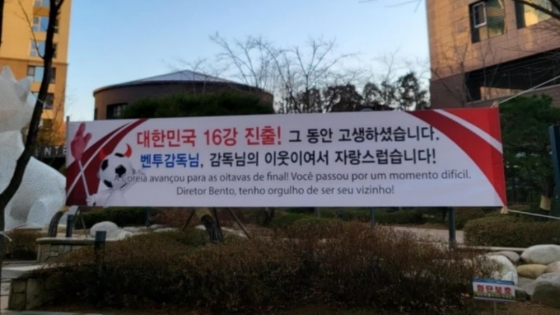 대한민국 16강 진출! 그 동안 고생하셨습니다.
벤투감독님, 감독님의 이웃이여서 자랑스럽습니다!
A Coreia avançou para as oitavas de final! Você passou por um momento difícil.
Diretor Bento, tenho orgulho de ser seu vizinho!